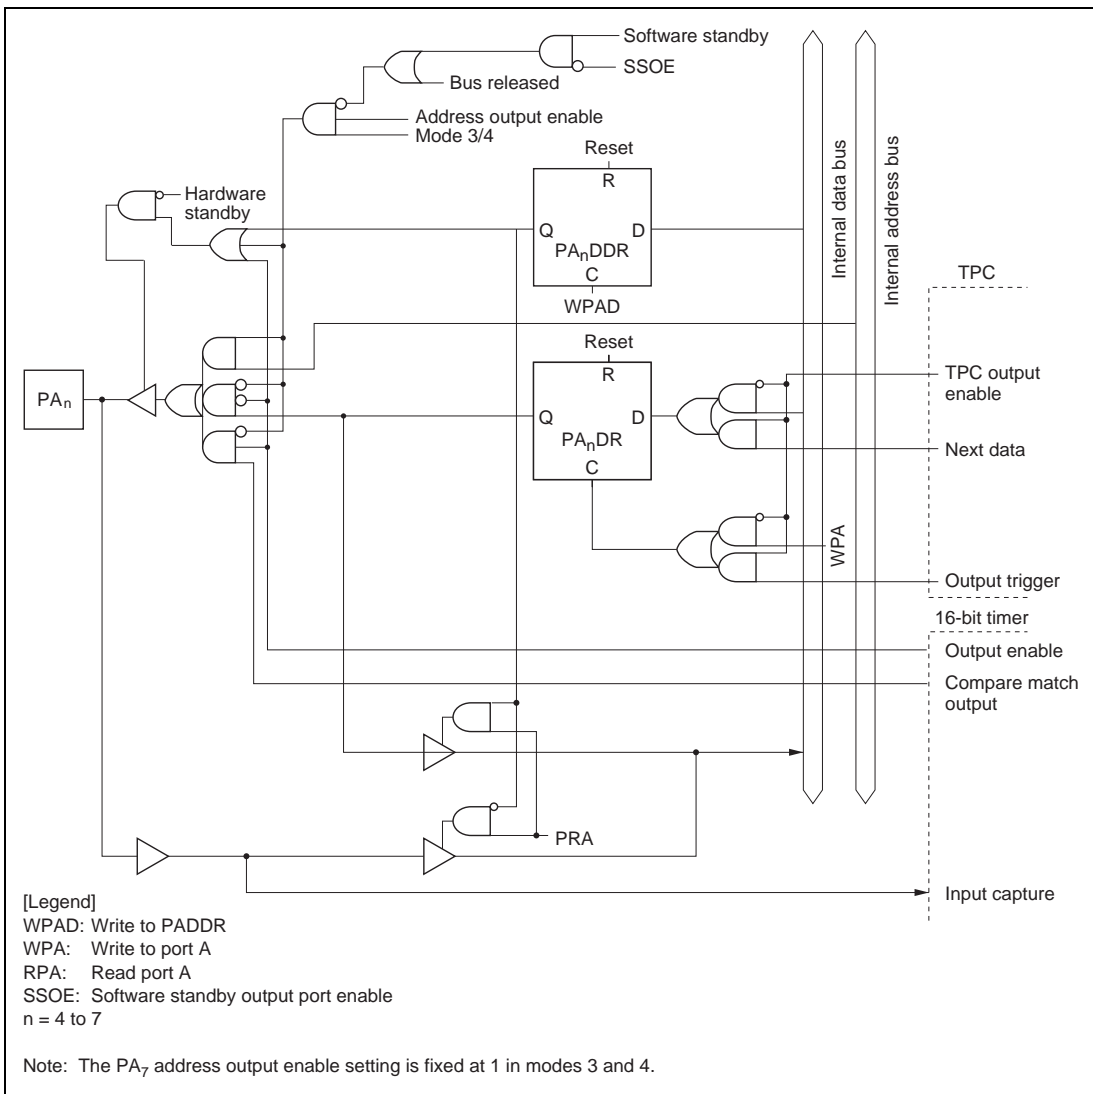 Software standby
SSOE
Bus released
Address output enable
Mode 3/4
Reset
R
Hardware
standby
Q
D
PAnDDR
C
WPAD
Internal data bus
Internal address bus
TPC
Reset
R
TPC output
enable
PAn
Q
D
PAnDR
C
Next data
WPA
Output trigger
16-bit timer
Output enable
Compare match
output
PRA
Input capture
[Legend]
WPAD: Write to PADDR
WPA: Write to port A
RPA: Read port A
SSOE: Software standby output port enable
n = 4 to 7
Note: The PA7 address output enable setting is fixed at 1 in modes 3 and 4.